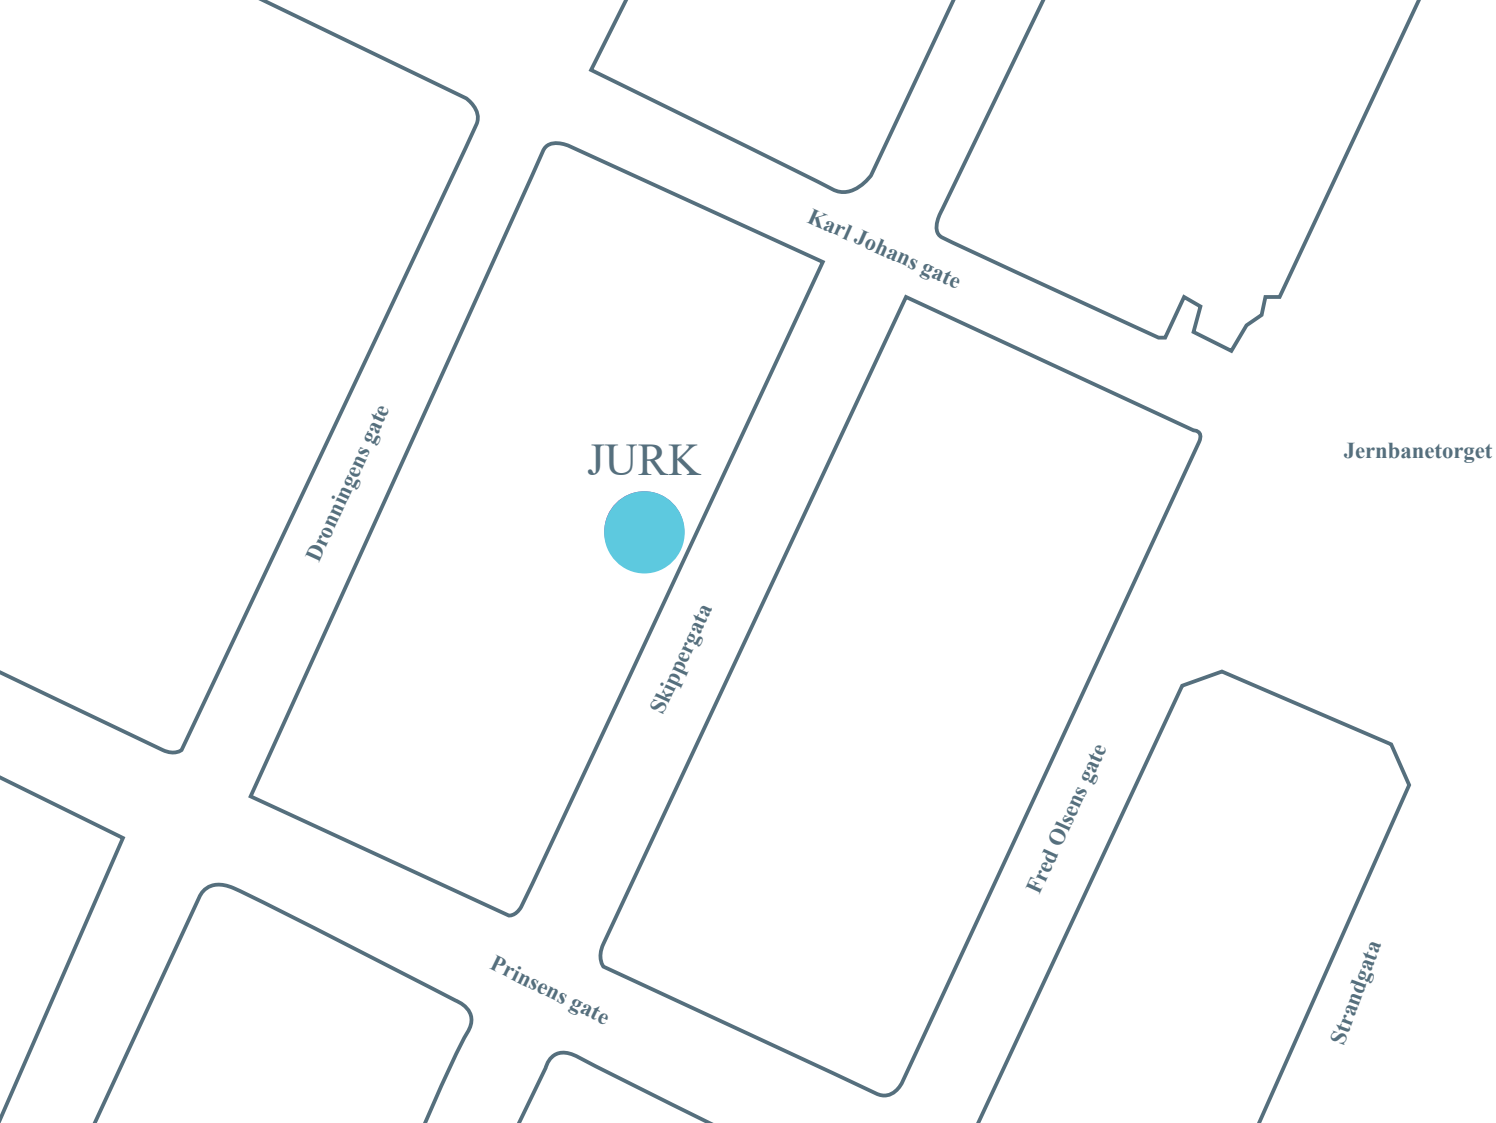 Karl Johans gate
Dronningens gate
JURK
Jernbanetorget
Skippergata
Fred Olsens gate
Prinsens gate
Strandgata